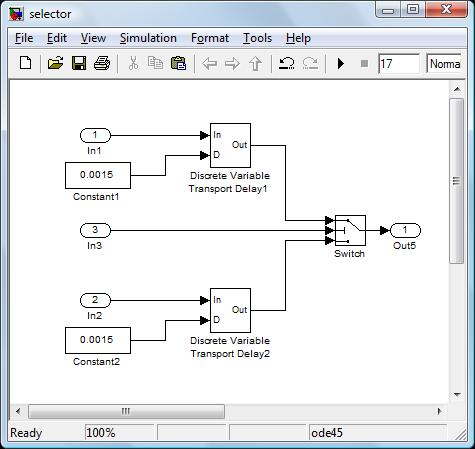 selector
File Edit View Simulation Format Tools Help
17 Norma
1
In1
In
D
Out
0.0015
Constant1
Discrete Variable
Transport Delay1
3
In3
Switch
1
Out5
2
In2
In
D
Out
0.0015
Constant2
Discrete Variable
Transport Delay2
Ready 100% ode45